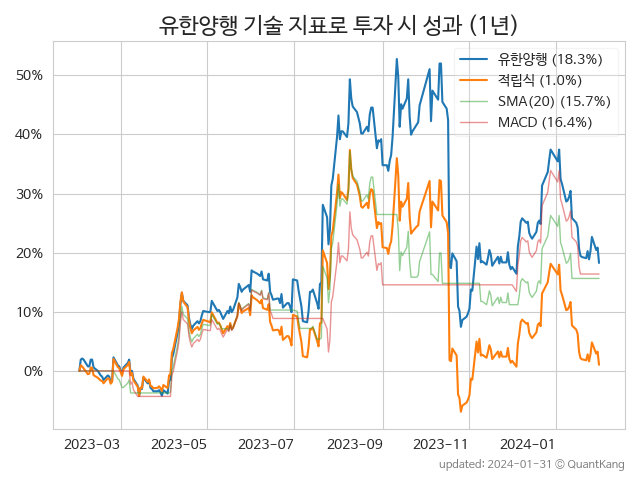 유한양행 기술 지표로 투자 시 성과 (1년)
유한양행 (18.3%)
적립식 (1.0%)
SMA(20) (15.7%)
MACD (16.4%)
50%
40%
30%
20%
10%
0%
2023-03 2023-05 2023-07 2023-09 2023-11 2024-01
updated: 2024-01-31 © QuantKang